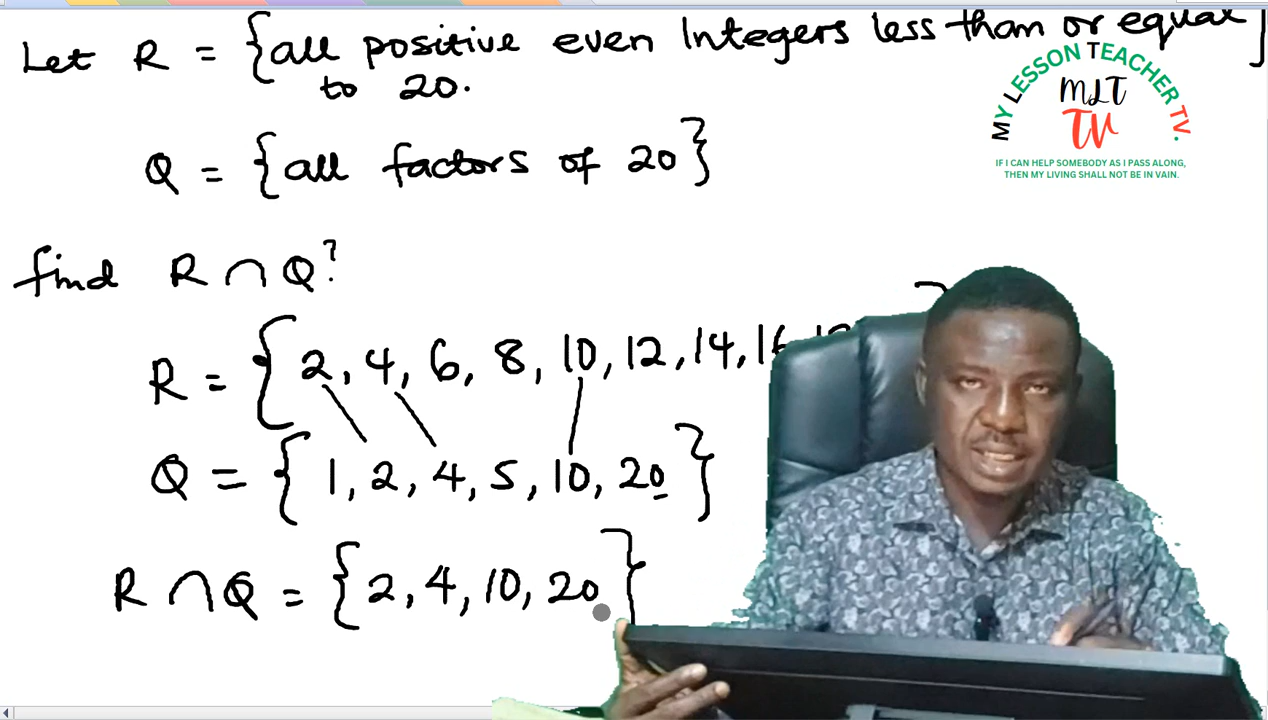 Let R = {all positive even Integers less than or equal
to 20.}
Q = {all factors of 20}
find R ∩ Q?
R = { 2, 4, 6, 8, 10, 12, 14, 16, 18 }
Q = { 1, 2, 4, 5, 10, 20 }
R ∩ Q = { 2, 4, 10, 20 }
MY LESSON TEACHER TV.
MLT
TV
IF I CAN HELP SOMEBODY AS I PASS ALONG,
THEN MY LIVING SHALL NOT BE IN VAIN.